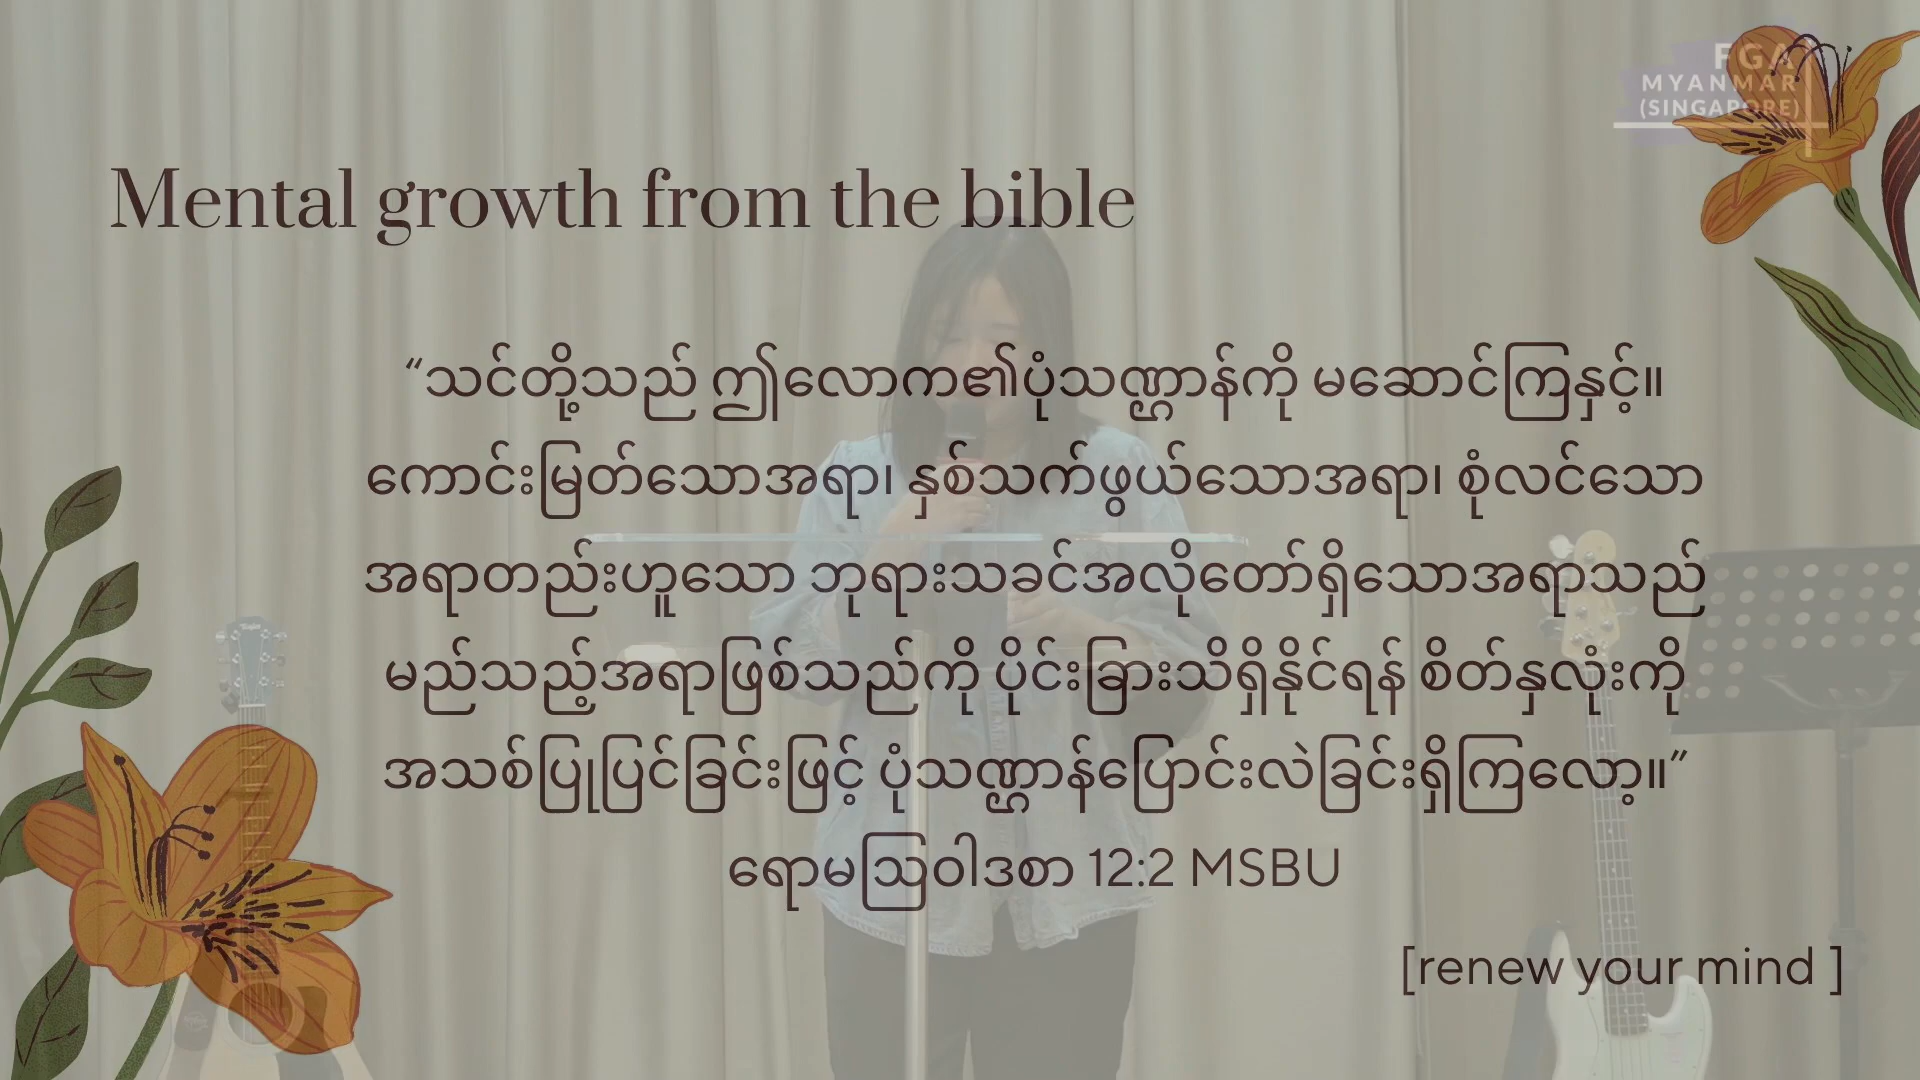 FGA
MYANMAR
(SINGAPORE)
Mental growth from the bible
“သင်တို့သည် ဤလောက၏ပုံသဏ္ဌာန်ကို မဆောင်ကြနှင့်။
ကောင်းမြတ်သောအရာ၊ နှစ်သက်ဖွယ်သောအရာ၊ စုံလင်သော
အရာတည်းဟူသော ဘုရားသခင်အလိုတော်ရှိသောအရာသည်
မည်သည့်အရာဖြစ်သည်ကို ပိုင်းခြားသိရှိနိုင်ရန် စိတ်နှလုံးကို
အသစ်ပြုပြင်ခြင်းဖြင့် ပုံသဏ္ဌာန်ပြောင်းလဲခြင်းရှိကြလော့။”
ရောမဩဝါဒစာ 12:2 MSBU
[renew your mind ]